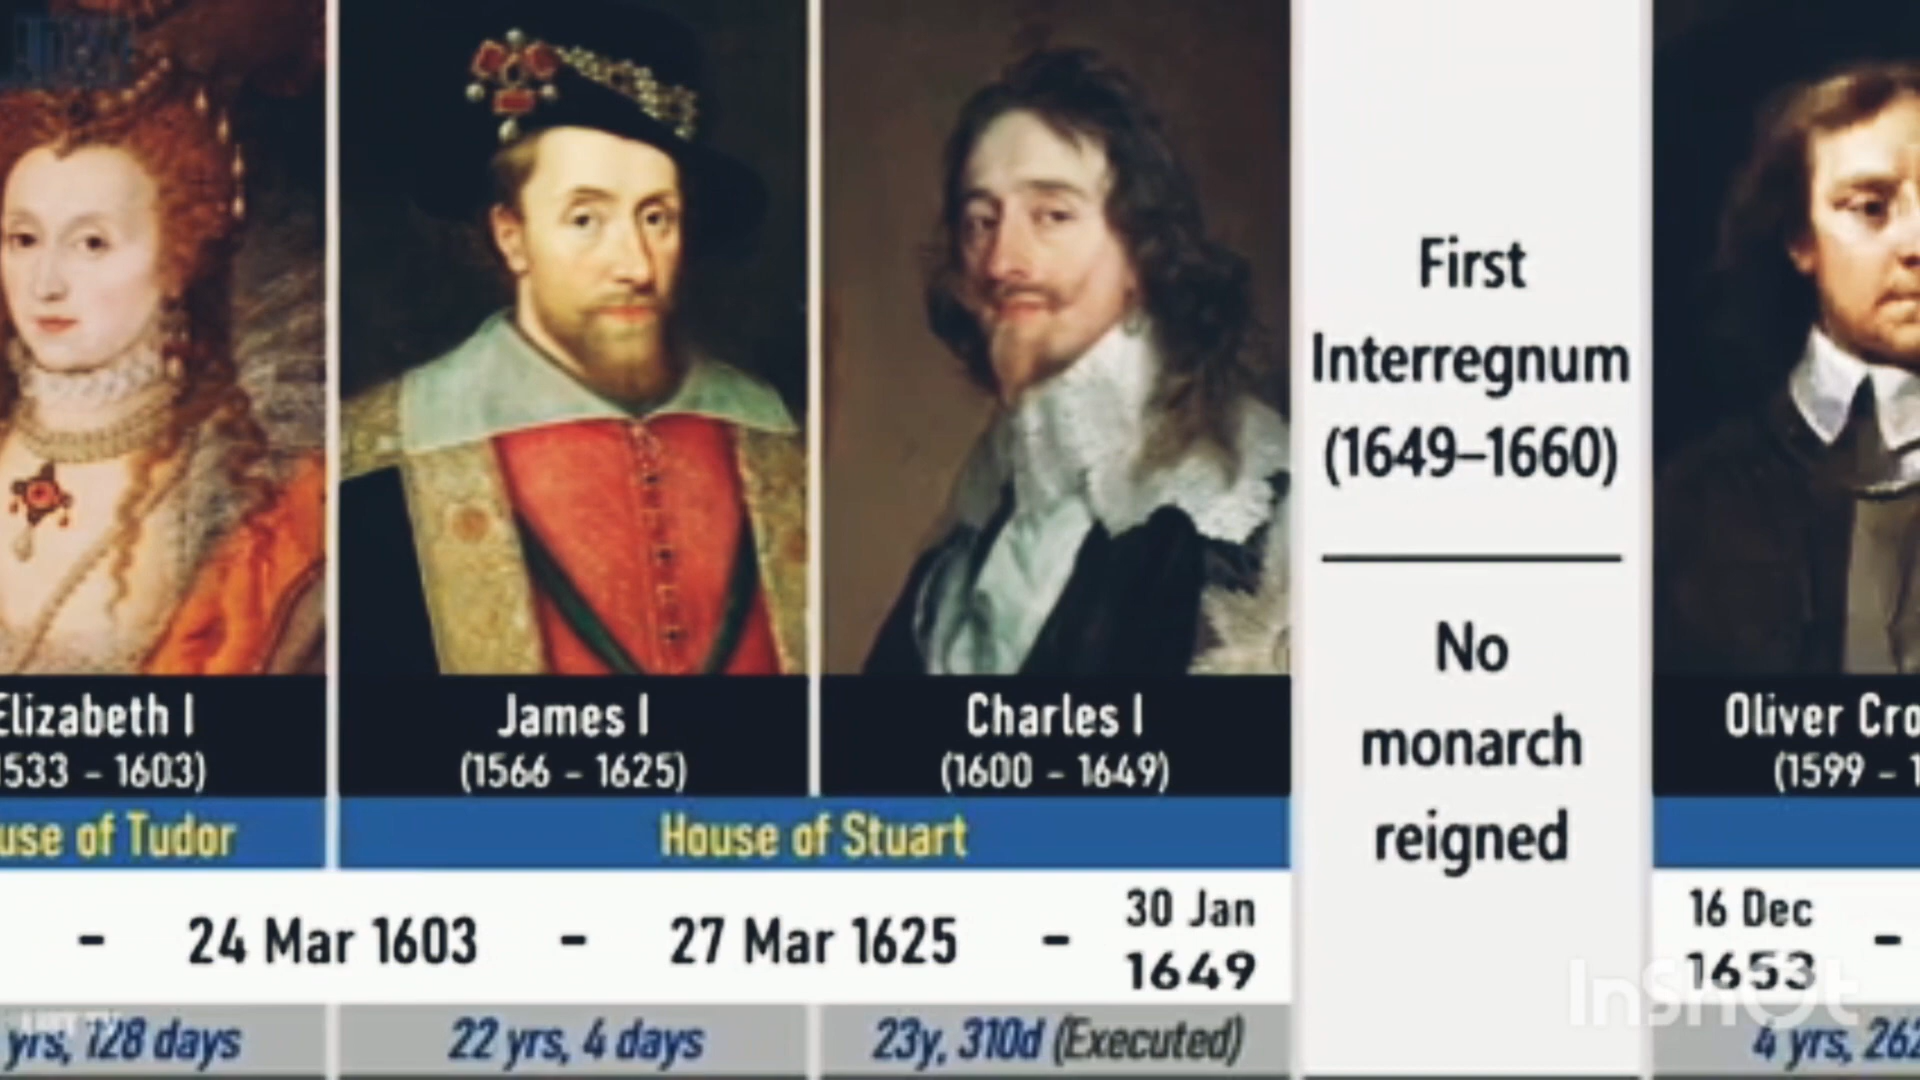 Elizabeth I
1533 - 1603)
use of Tudor
James I
(1566 - 1625)
Charles I
(1600 - 1649)
House of Stuart
First
Interregnum
(1649–1660)
No
monarch
reigned
Oliver Cro
(1599 - 1
- 24 Mar 1603 - 27 Mar 1625 - 30 Jan
1649
16 Dec
1653 -
yrs, 128 days
22 yrs, 4 days
23y, 310d (Executed)
4 yrs, 262
InShOt